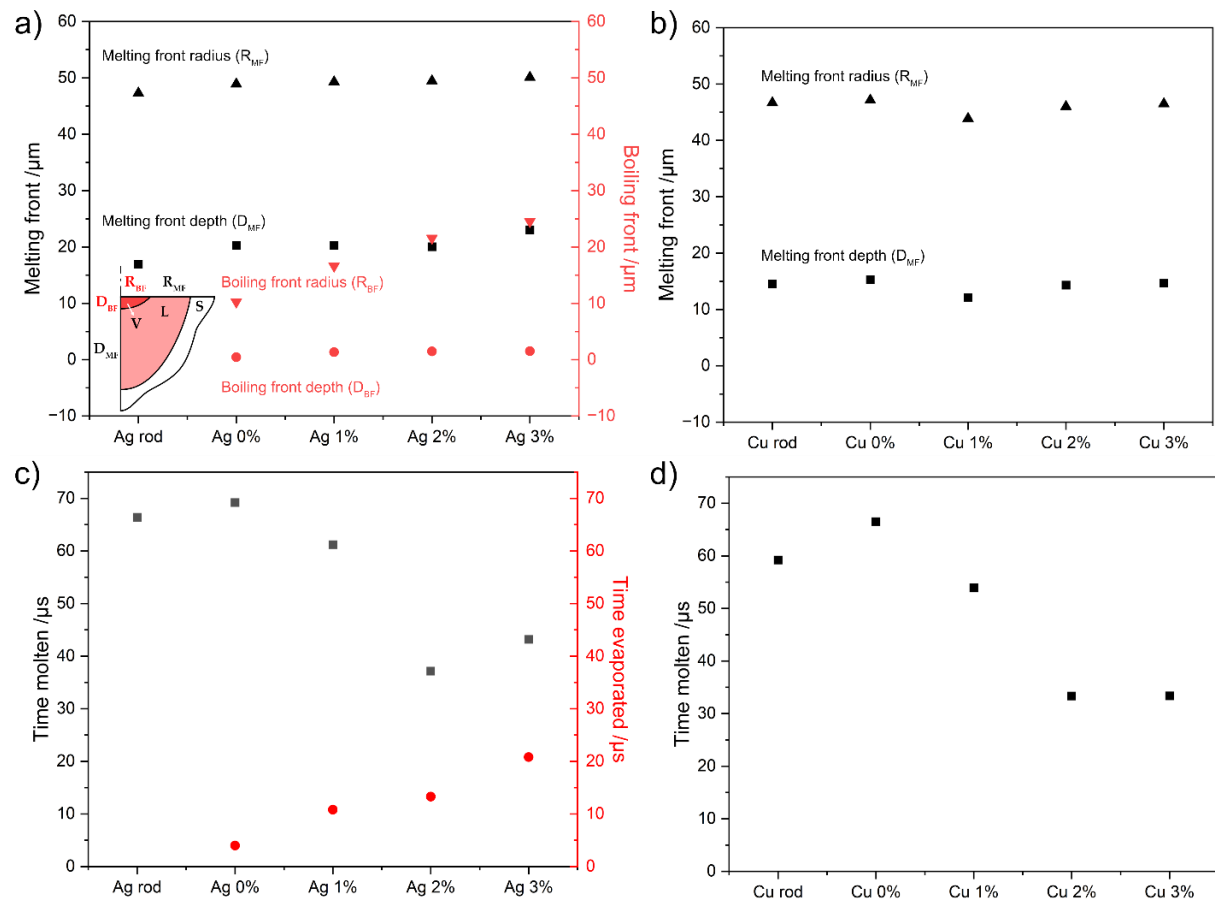 a)
60
50
40
30
20
10
0
−10
Melting front /µm
Melting front radius (R_MF)
Melting front depth (D_MF)
R_BF R_MF
D_BF
V L S
D_MF
Boiling front radius (R_BF)
Boiling front depth (D_BF)
60
50
40
30
20
10
0
−10
Boiling front /µm
Ag rod Ag 0% Ag 1% Ag 2% Ag 3%
b)
60
50
40
30
20
10
0
−10
Melting front /µm
Melting front radius (R_MF)
Melting front depth (D_MF)
Cu rod Cu 0% Cu 1% Cu 2% Cu 3%
c)
70
60
50
40
30
20
10
0
Time molten /µs
70
60
50
40
30
20
10
0
Time evaporated /µs
Ag rod Ag 0% Ag 1% Ag 2% Ag 3%
d)
70
60
50
40
30
20
10
0
Time molten /µs
Cu rod Cu 0% Cu 1% Cu 2% Cu 3%